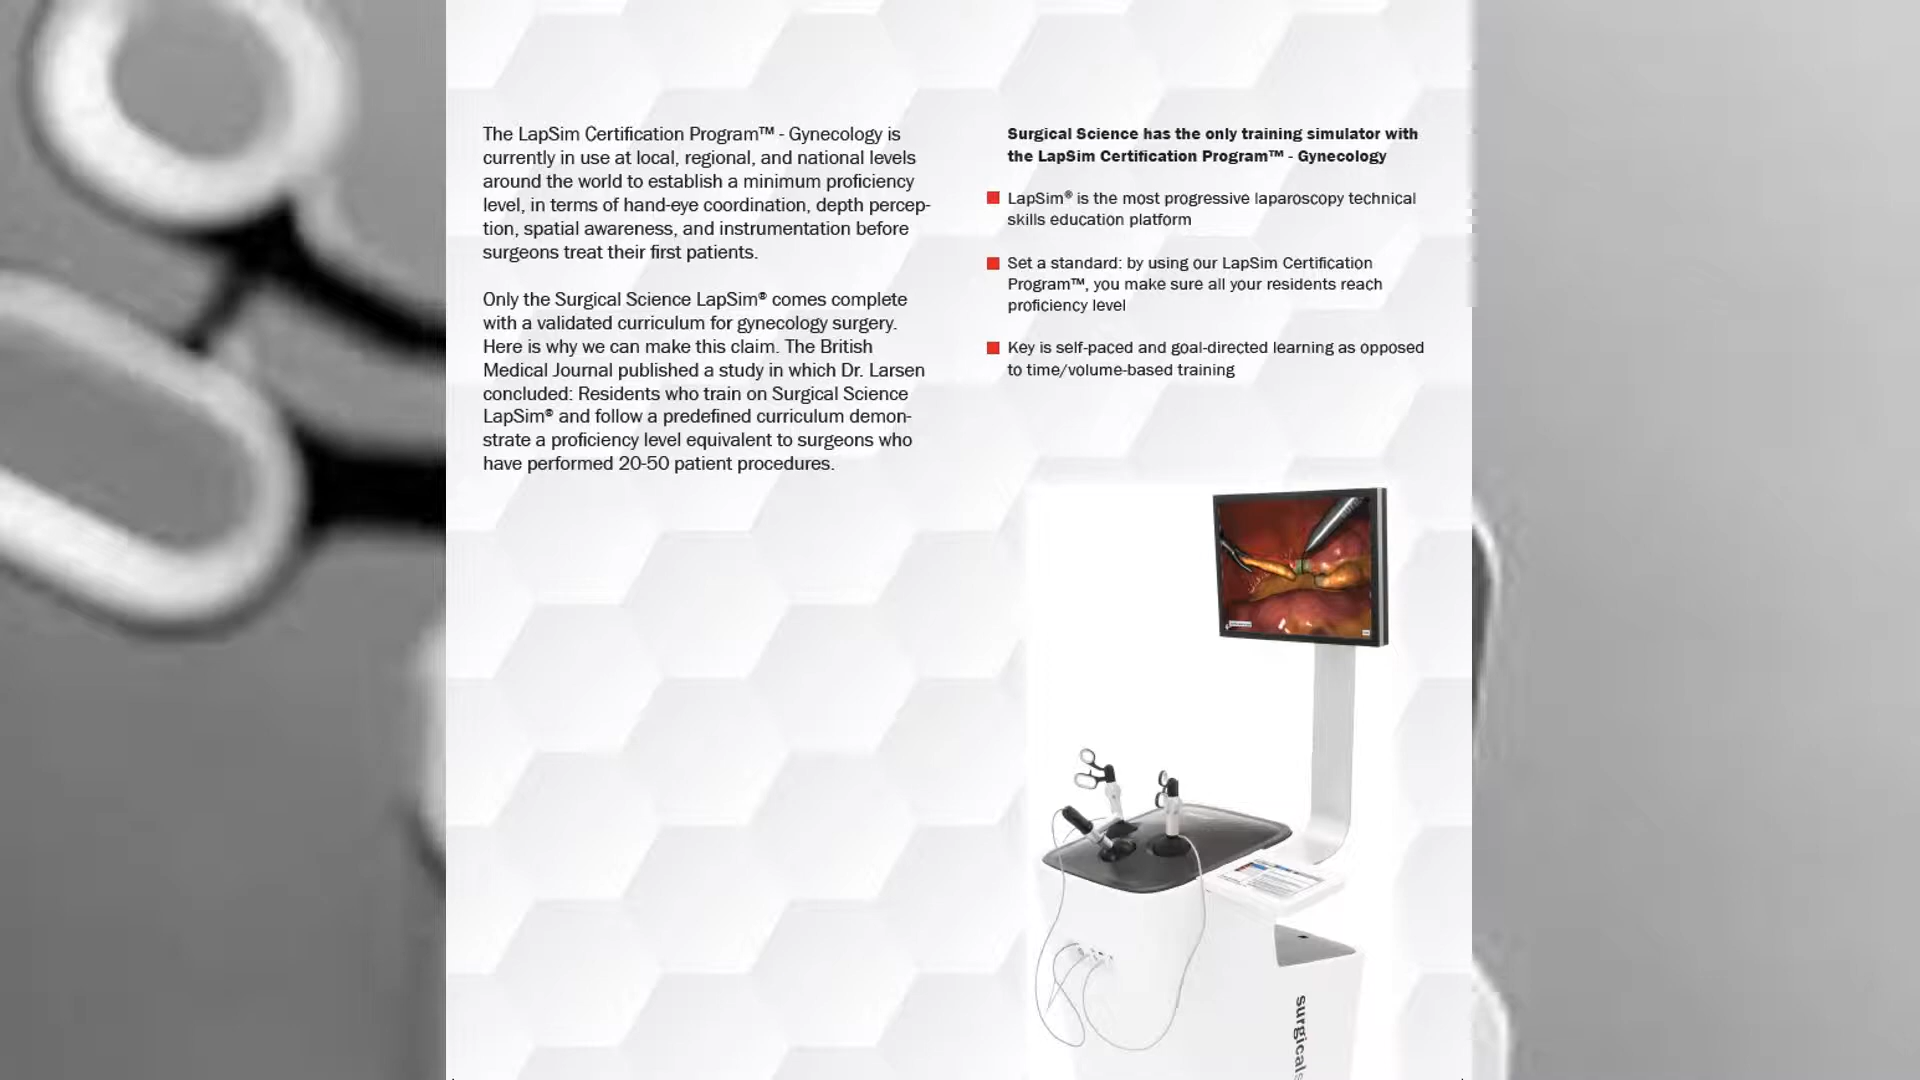 The LapSim Certification Program™ - Gynecology is
currently in use at local, regional, and national levels
around the world to establish a minimum proficiency
level, in terms of hand-eye coordination, depth percep-
tion, spatial awareness, and instrumentation before
surgeons treat their first patients.
Only the Surgical Science LapSim® comes complete
with a validated curriculum for gynecology surgery.
Here is why we can make this claim. The British
Medical Journal published a study in which Dr. Larsen
concluded: Residents who train on Surgical Science
LapSim® and follow a predefined curriculum demon-
strate a proficiency level equivalent to surgeons who
have performed 20-50 patient procedures.
Surgical Science has the only training simulator with
the LapSim Certification Program™ - Gynecology
LapSim® is the most progressive laparoscopy technical
skills education platform
Set a standard: by using our LapSim Certification
Program™, you make sure all your residents reach
proficiency level
Key is self-paced and goal-directed learning as opposed
to time/volume-based training
surgicals